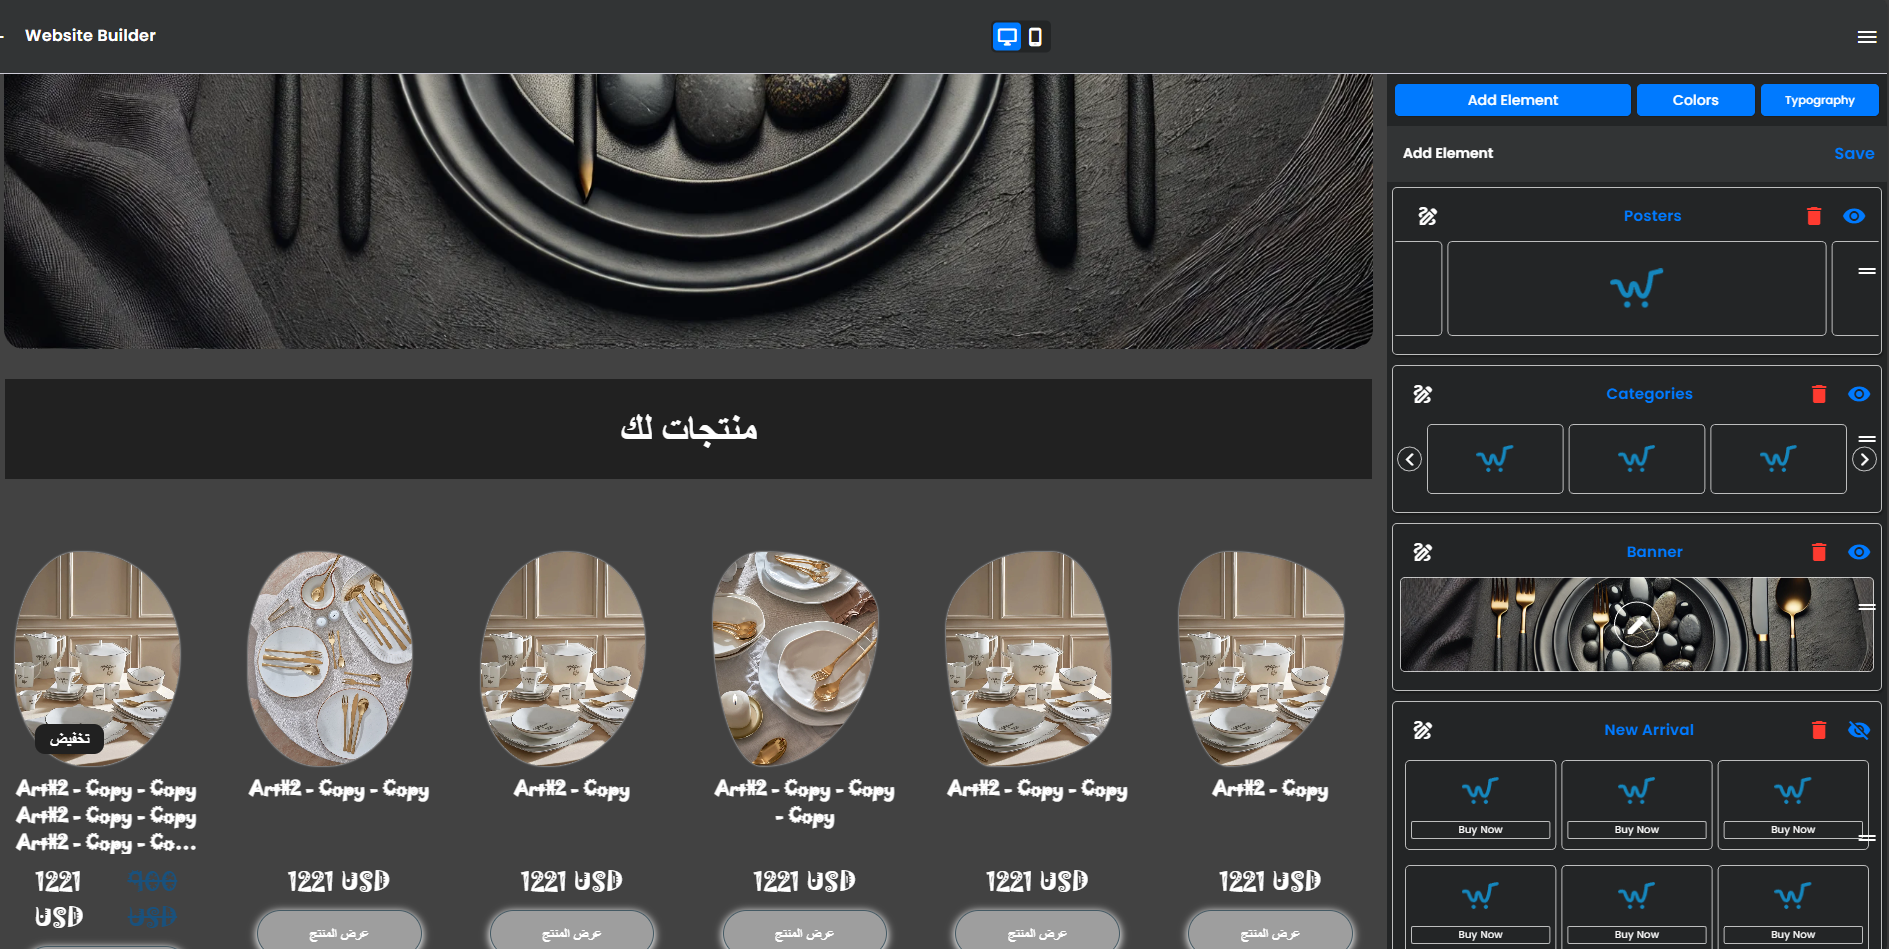 Website Builder
Add Element
Colors
Typography
Add Element
Save
Posters
Categories
Banner
New Arrival
Buy Now
Buy Now
Buy Now
Buy Now
Buy Now
Buy Now
منتجات لك
تخفيض
Art#2 - Copy - Copy
Art#2 - Copy - Copy
Art#2 - Copy - Co...
1221
USD
900
USD
Art#2 - Copy - Copy
1221 USD
عرض المنتج
Art#2 - Copy
1221 USD
عرض المنتج
Art#2 - Copy - Copy
- Copy
1221 USD
عرض المنتج
Art#2 - Copy - Copy
1221 USD
عرض المنتج
Art#2 - Copy
1221 USD
عرض المنتج